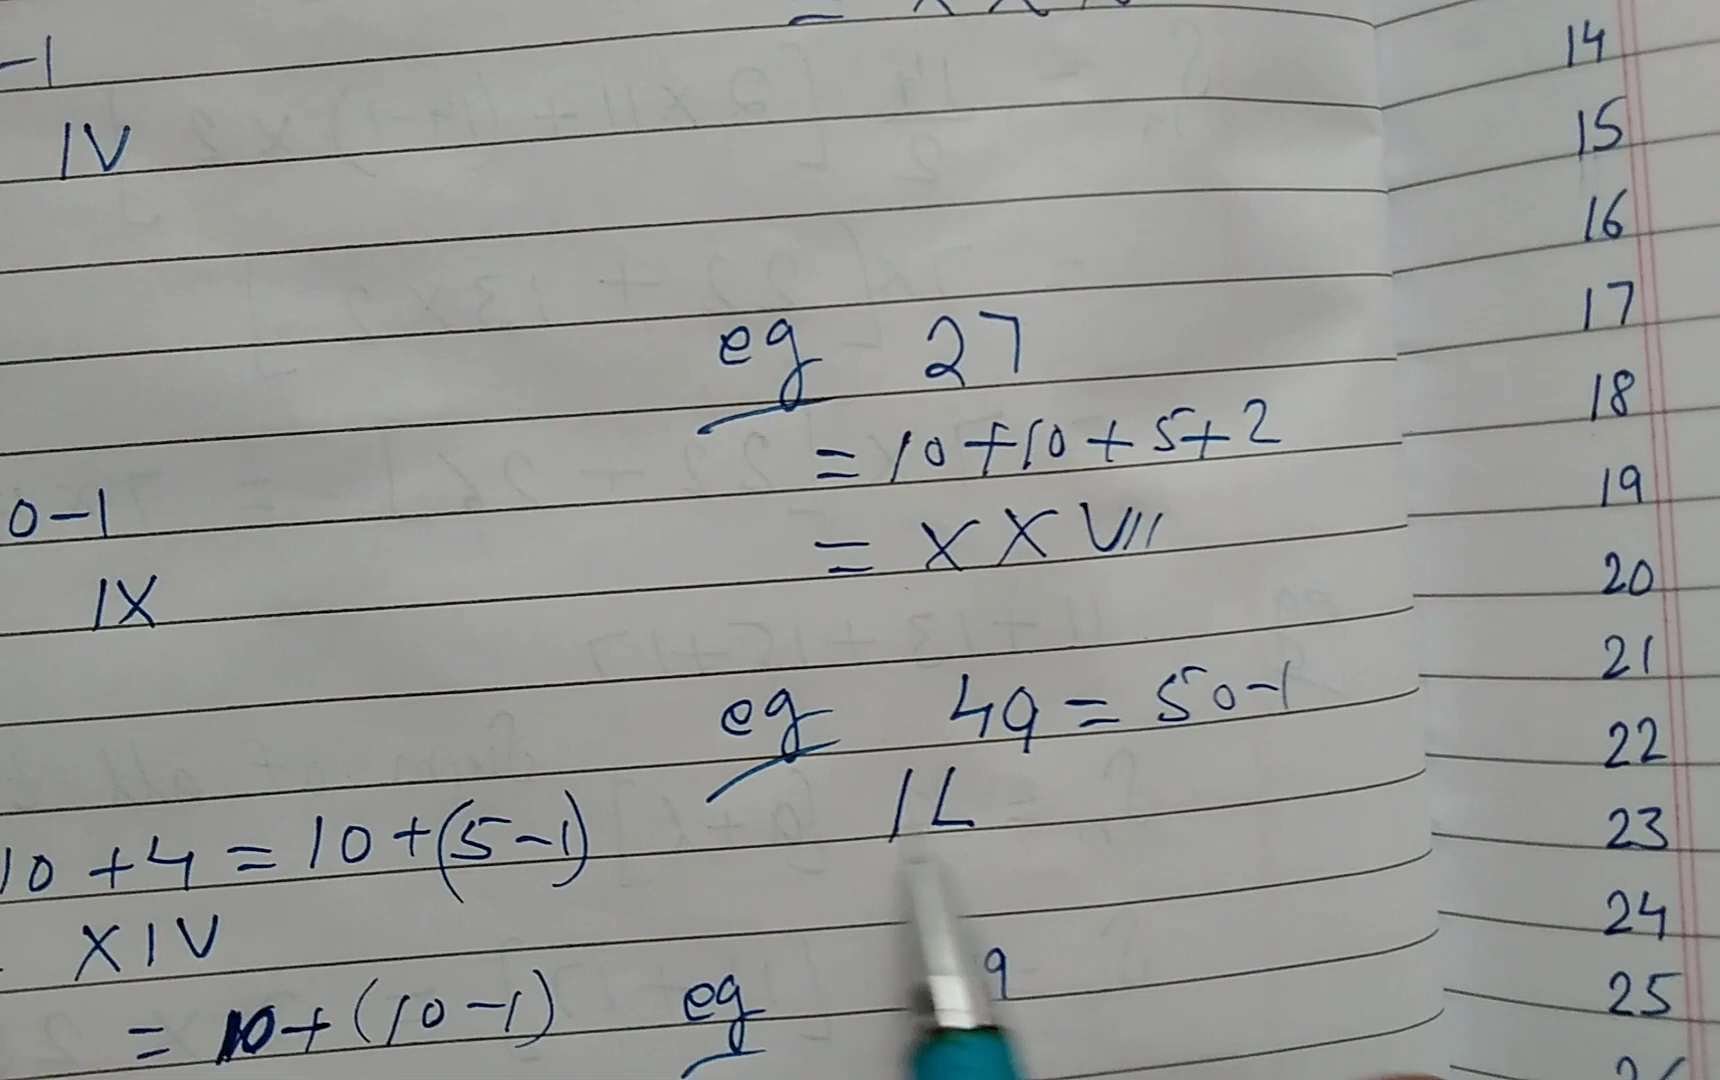 -1
IV
eg 27
= 10+10+5+2
0-1
= XXVII
IX
eg 49 = 50-1
IL
10+4 = 10+(5-1)
XIV
= 10+(10-1)
eg 9
14
15
16
17
18
19
20
21
22
23
24
25